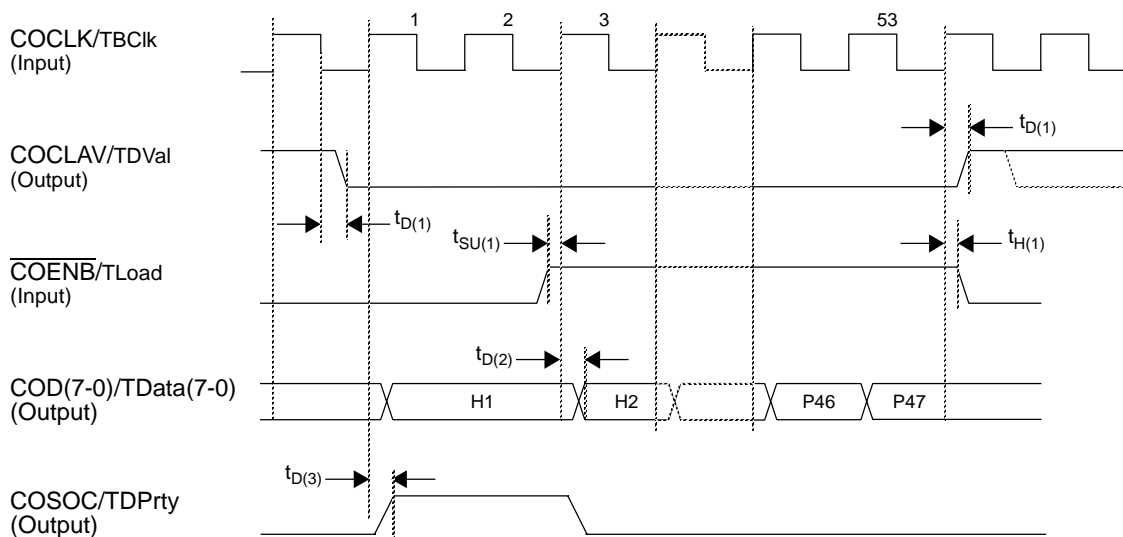 1 2 3 53
COCLK/TBClk
(Input)
tD(1)
COCLAV/TDVal
(Output)
tD(1)
tSU(1)
tH(1)
COENB/TLoad
(Input)
tD(2)
COD(7-0)/TData(7-0)
(Output)
H1 H2 P46 P47
tD(3)
COSOC/TDPrty
(Output)